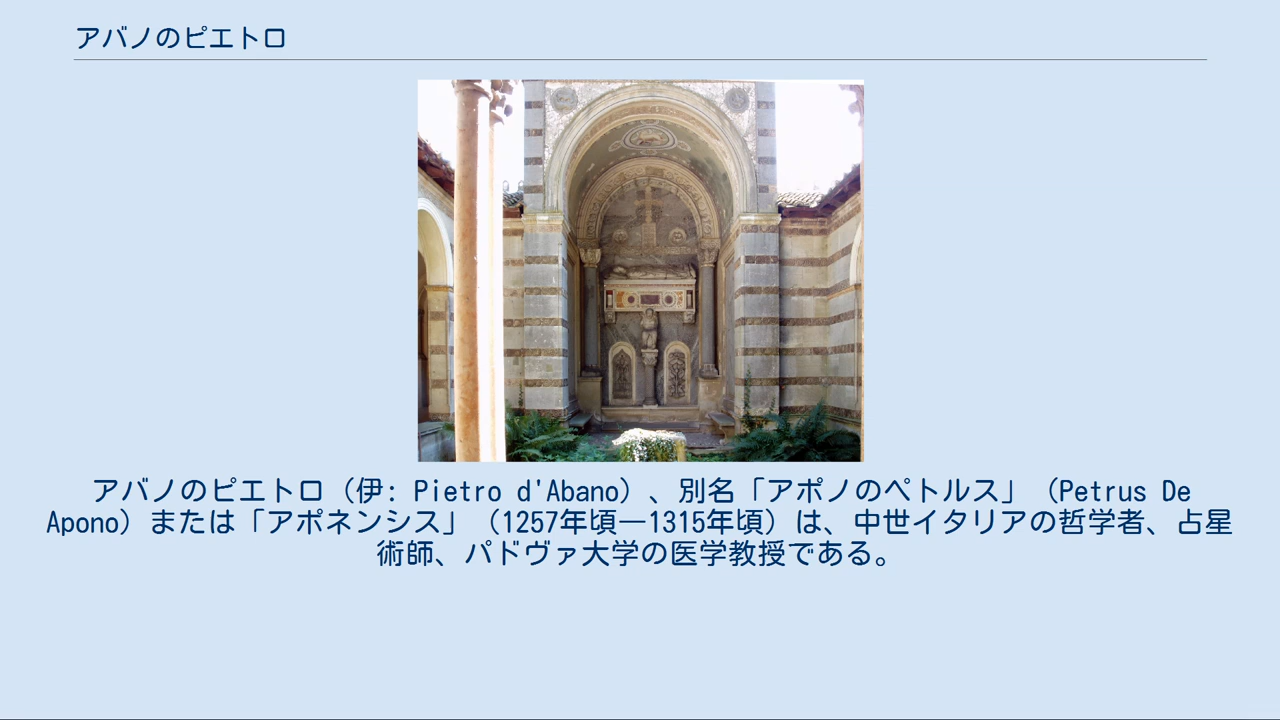 アバノのピエトロ
アバノのピエトロ（伊: Pietro d'Abano）、別名「アポノのペトルス」（Petrus De
Apono）または「アポネンシス」（1257年頃―1315年頃）は、中世イタリアの哲学者、占星
術師、パドヴァ大学の医学教授である。